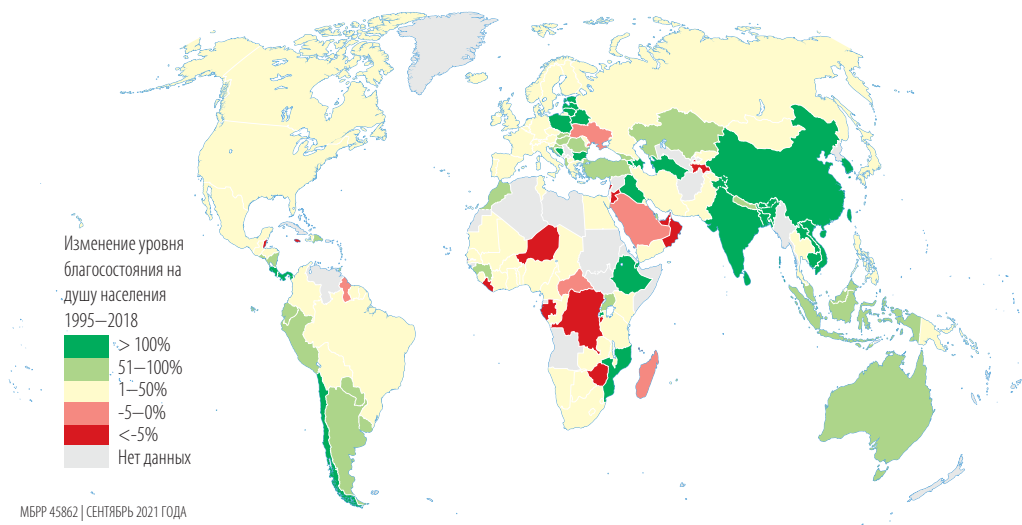 Изменение уровня
благосостояния на
душу населения
1995–2018
> 100%
51–100%
1–50%
-5–0%
<-5%
Нет данных
МБРР 45862 | СЕНТЯБРЬ 2021 ГОДА